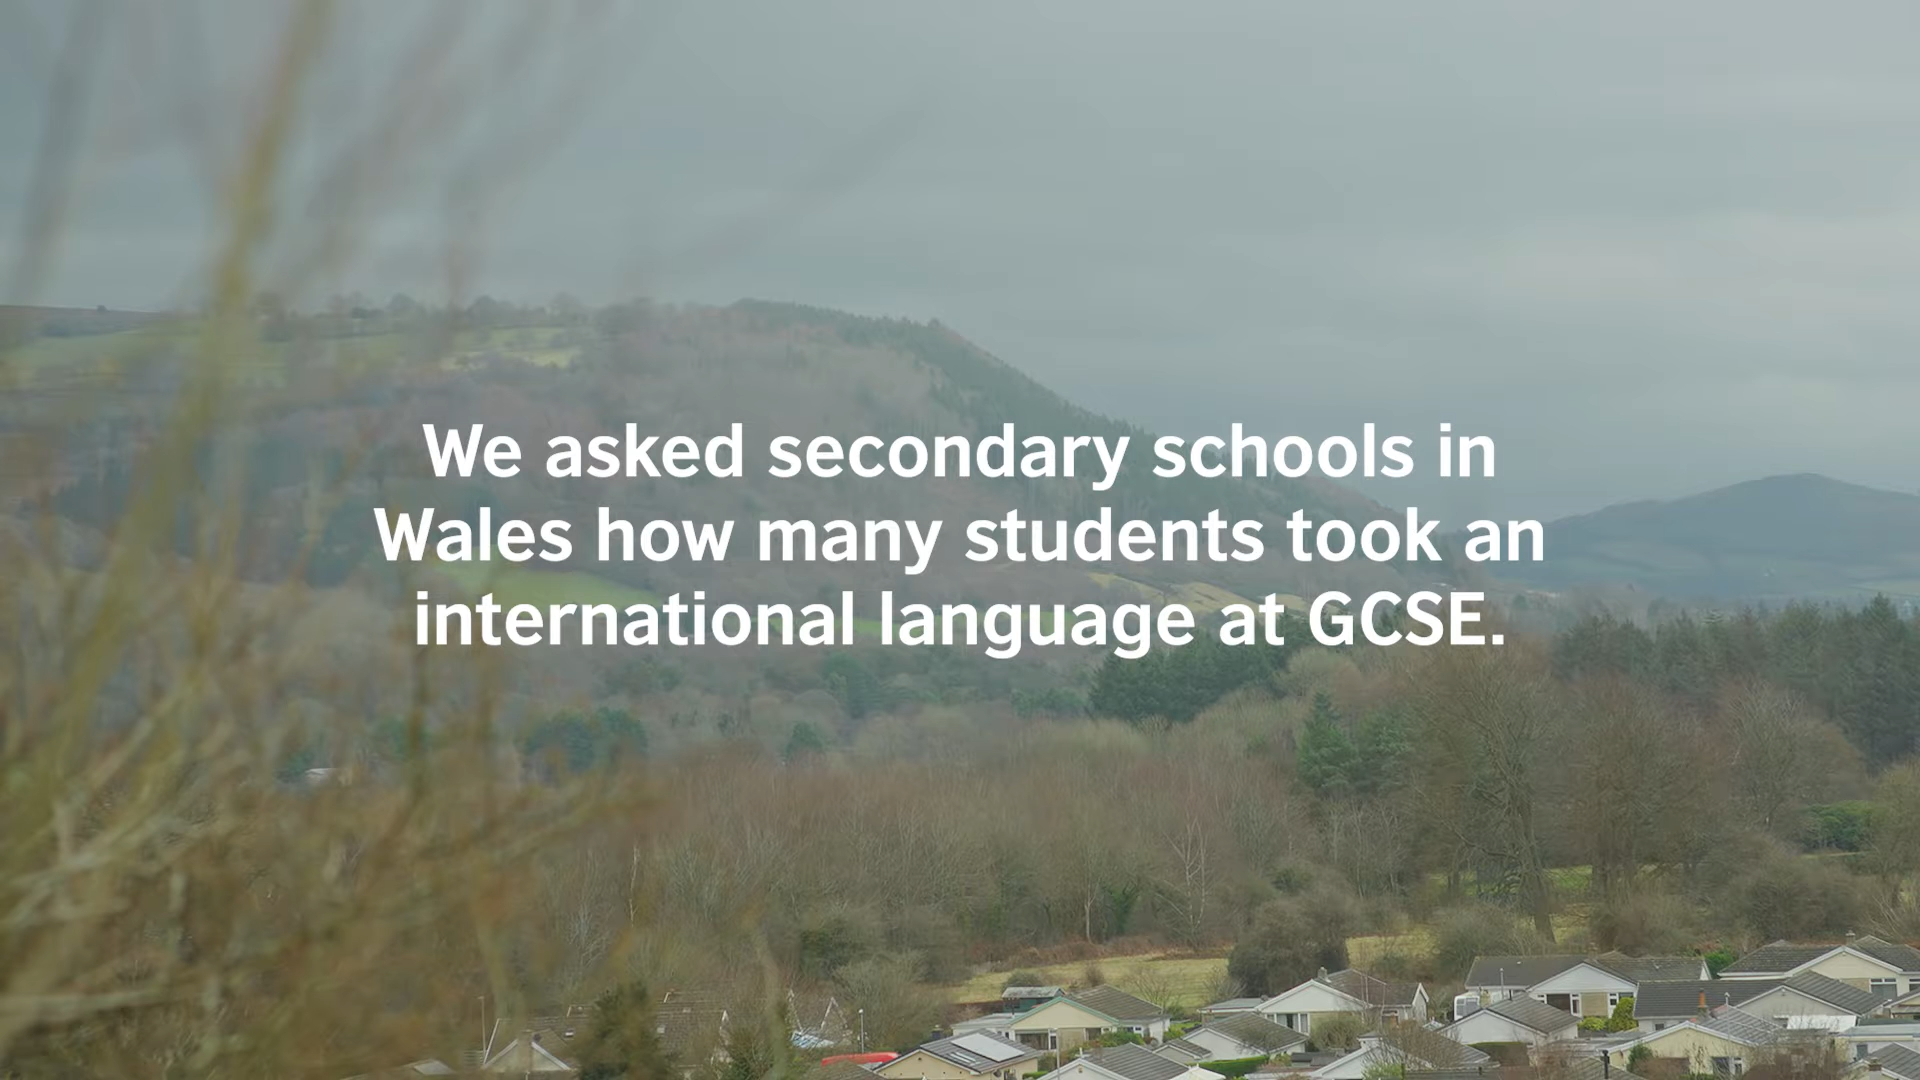 We asked secondary schools in
Wales how many students took an
international language at GCSE.